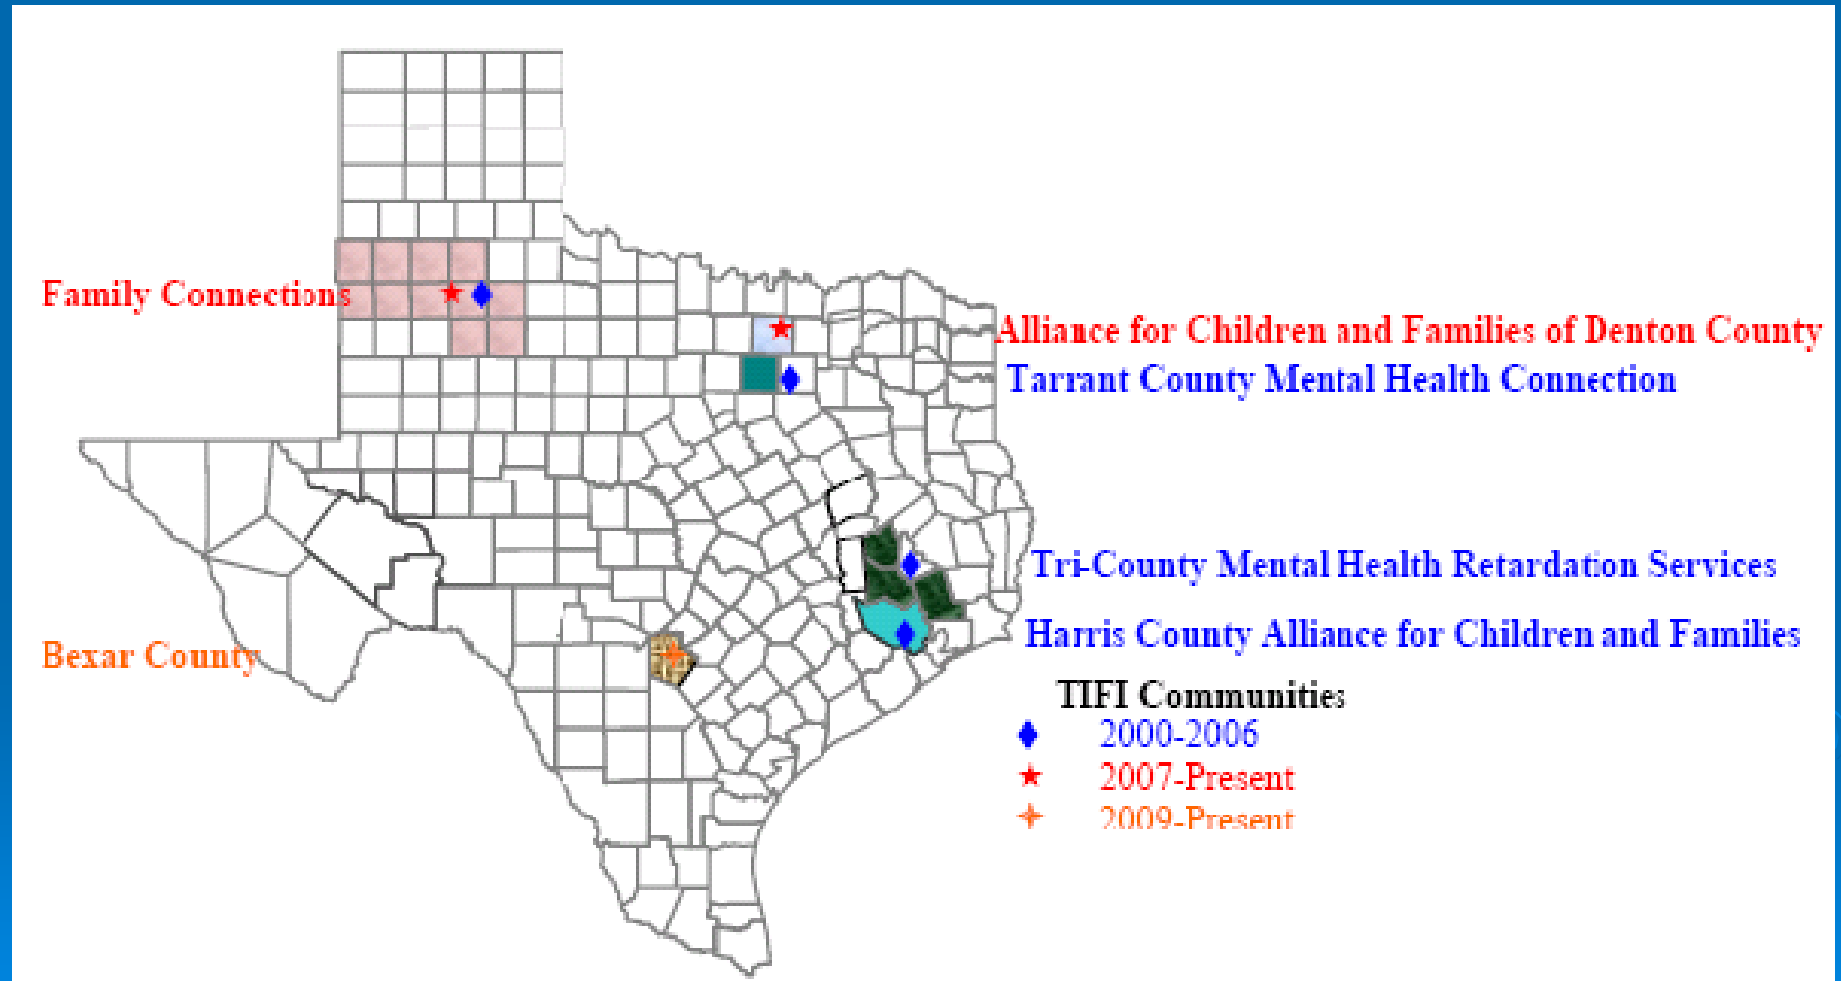 Family Connections
Alliance for Children and Families of Denton County
Tarrant County Mental Health Connection
Tri-County Mental Health Retardation Services
Harris County Alliance for Children and Families
Bexar County
TIFI Communities
2000-2006
2007-Present
2009-Present